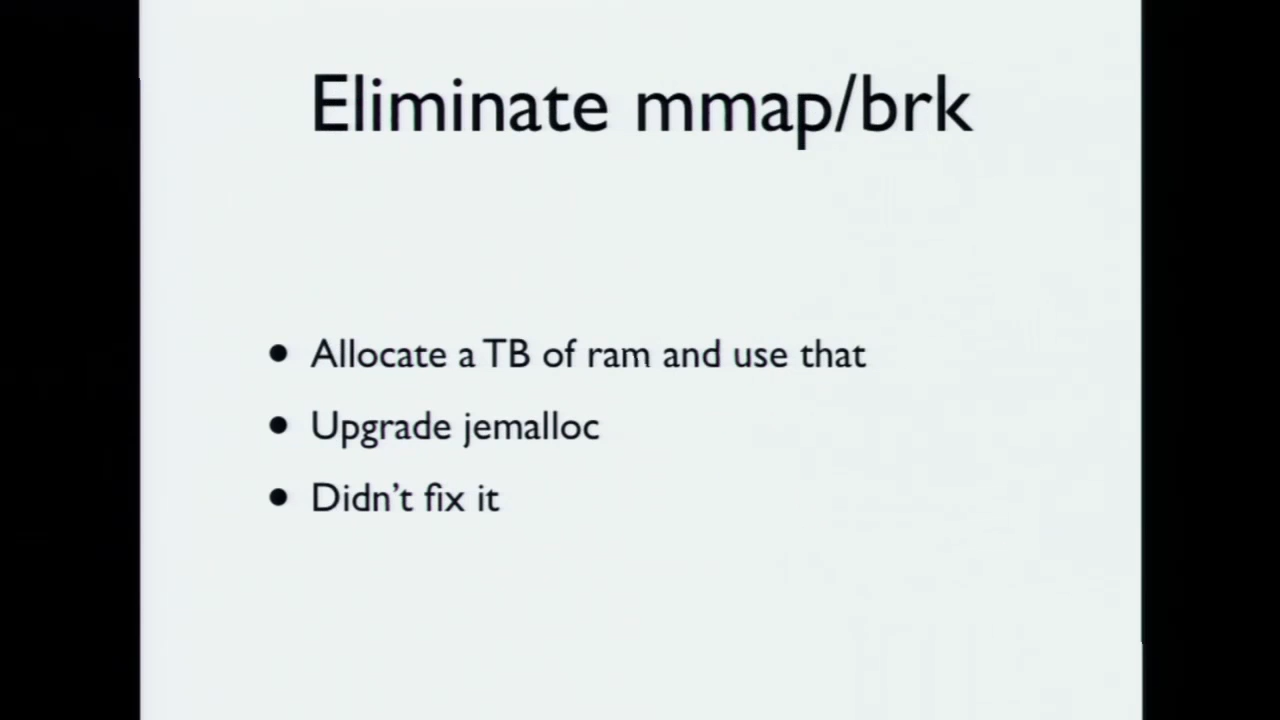 Eliminate mmap/brk
• Allocate a TB of ram and use that
• Upgrade jemalloc
• Didn’t fix it